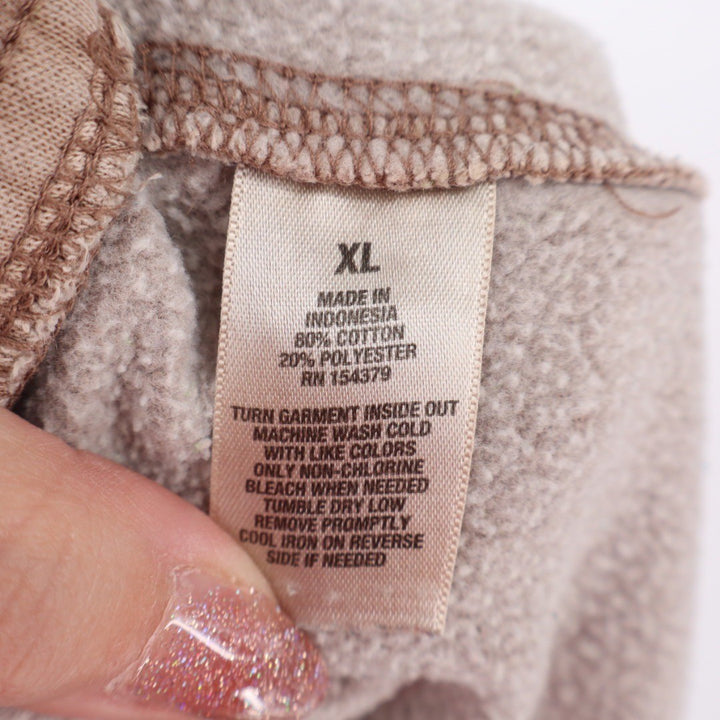 XL
MADE IN
INDONESIA
80% COTTON
20% POLYESTER
RN 154379
TURN GARMENT INSIDE OUT
MACHINE WASH COLD
WITH LIKE COLORS
ONLY NON-CHLORINE
BLEACH WHEN NEEDED
TUMBLE DRY LOW
REMOVE PROMPTLY
COOL IRON ON REVERSE
SIDE IF NEEDED